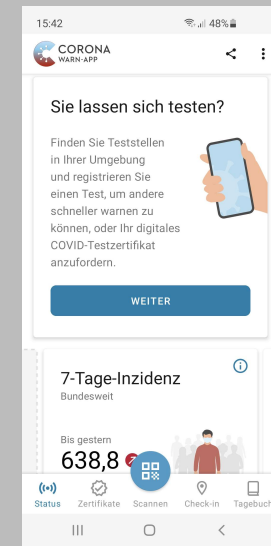 15:42
48%
CORONA
WARN-APP
Sie lassen sich testen?
Finden Sie Teststellen
in Ihrer Umgebung
und registrieren Sie
einen Test, um andere
schneller warnen zu
können, oder Ihr digitales
COVID-Testzertifikat
anzufordern.
WEITER
7-Tage-Inzidenz
Bundesweit
Bis gestern
638,8
Status Zertifikate Scannen Check-in Tagebuch